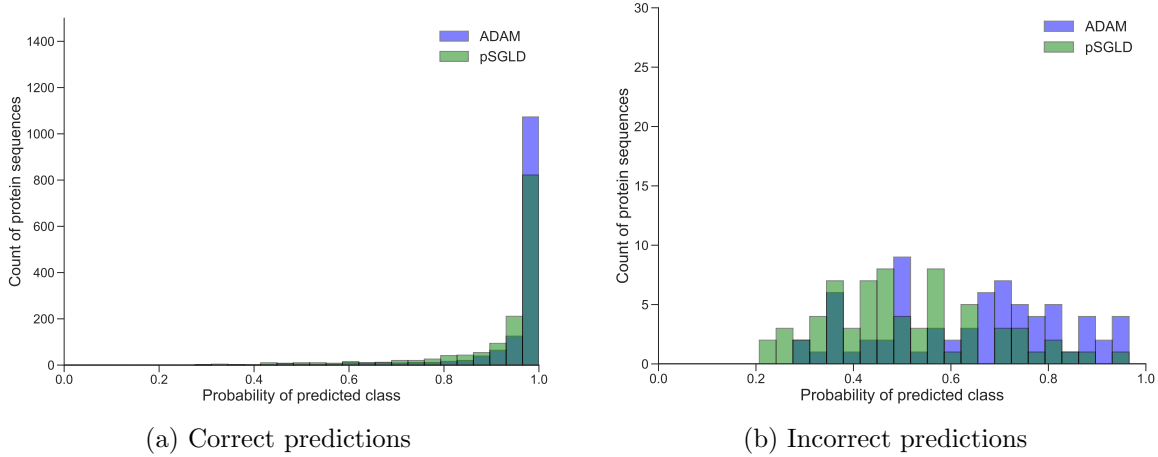 ADAM
pSGLD
1400
1200
1000
800
600
400
200
0
0.0 0.2 0.4 0.6 0.8 1.0
Count of protein sequences
Probability of predicted class
(a) Correct predictions
ADAM
pSGLD
30
25
20
15
10
5
0
0.0 0.2 0.4 0.6 0.8 1.0
Count of protein sequences
Probability of predicted class
(b) Incorrect predictions